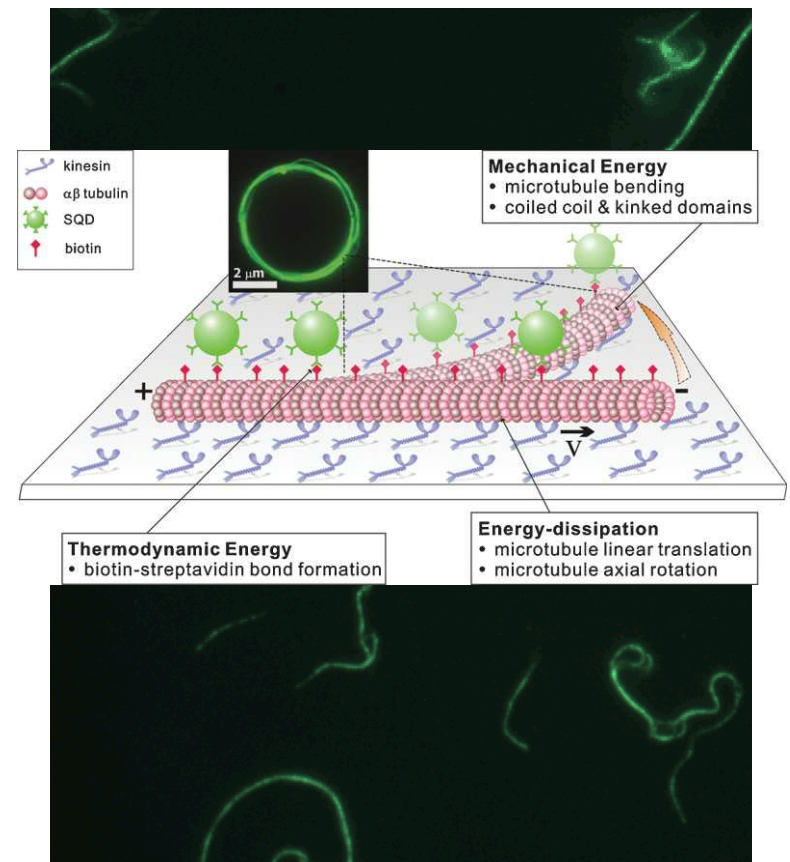 kinesin
αβ tubulin
SQD
biotin
2 μm
Mechanical Energy
• microtubule bending
• coiled coil & kinked domains
+
-
V
Thermodynamic Energy
• biotin-streptavidin bond formation
Energy-dissipation
• microtubule linear translation
• microtubule axial rotation